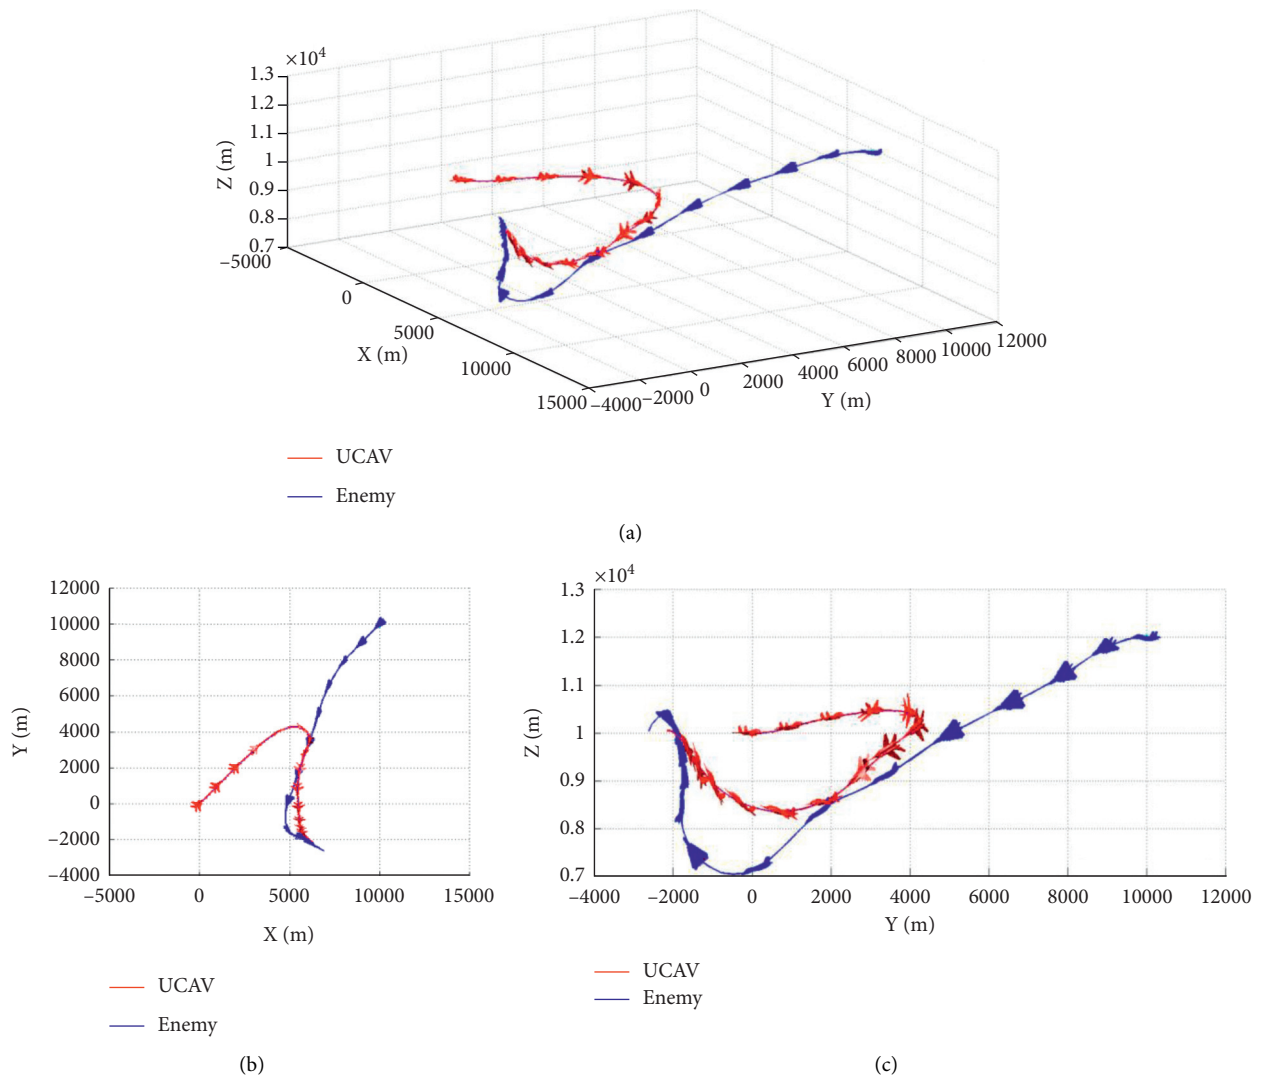 ×10⁴
1.3
1.2
1.1
1
0.9
0.8
0.7
Z (m)
−5000
0
5000
10000
15000
X (m)
−4000
−2000
0
2000
4000
6000
8000
10000
12000
Y (m)
UCAV
Enemy
(a)
12000
10000
8000
6000
4000
2000
0
−2000
−4000
Y (m)
−5000 0 5000 10000 15000
X (m)
UCAV
Enemy
(b)
×10⁴
1.3
1.2
1.1
1
0.9
0.8
0.7
Z (m)
−4000 −2000 0 2000 4000 6000 8000 10000 12000
Y (m)
UCAV
Enemy
(c)